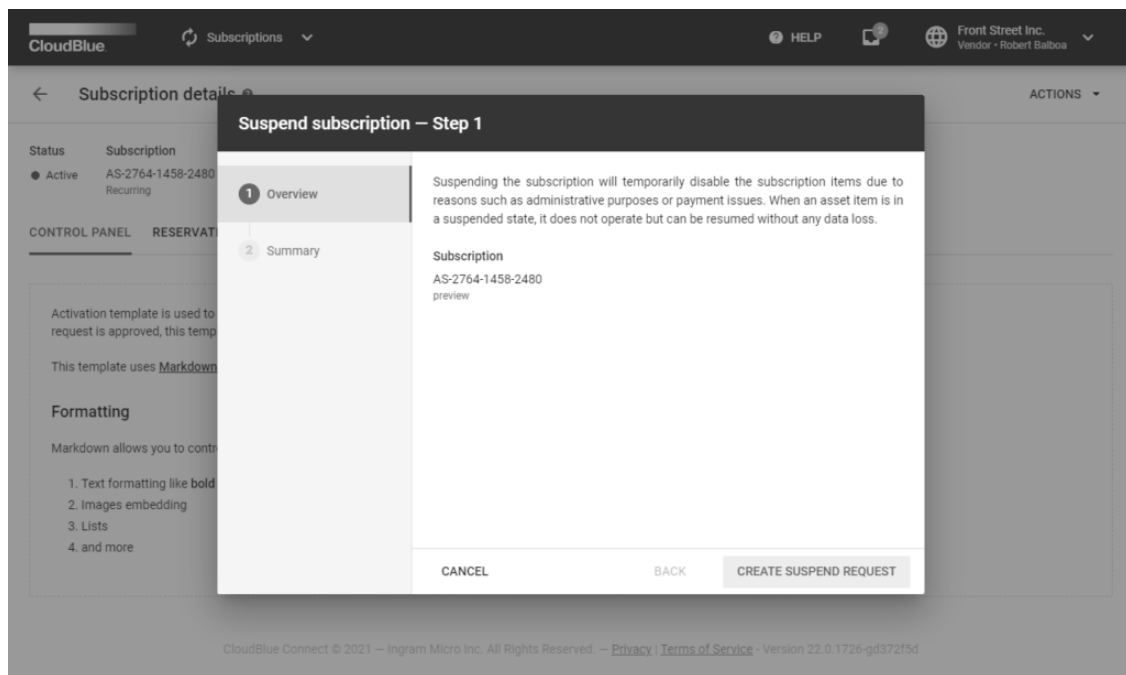 CloudBlue
Subscriptions
HELP
2
Front Street Inc.
Vendor • Robert Balboa
Subscription details
ACTIONS
Status
Subscription
Active
AS-2764-1458-2480
Recurring
CONTROL PANEL
RESERVATI
Activation template is used to
request is approved, this temp
This template uses Markdown
Formatting
Markdown allows you to contr
1. Text formatting like bold
2. Images embedding
3. Lists
4. and more
Suspend subscription — Step 1
1 Overview
2 Summary
Suspending the subscription will temporarily disable the subscription items due to
reasons such as administrative purposes or payment issues. When an asset item is in
a suspended state, it does not operate but can be resumed without any data loss.
Subscription
AS-2764-1458-2480
preview
CANCEL
BACK
CREATE SUSPEND REQUEST
CloudBlue Connect © 2021 — Ingram Micro Inc. All Rights Reserved. — Privacy | Terms of Service - Version 22.0.1726-gd372f5d